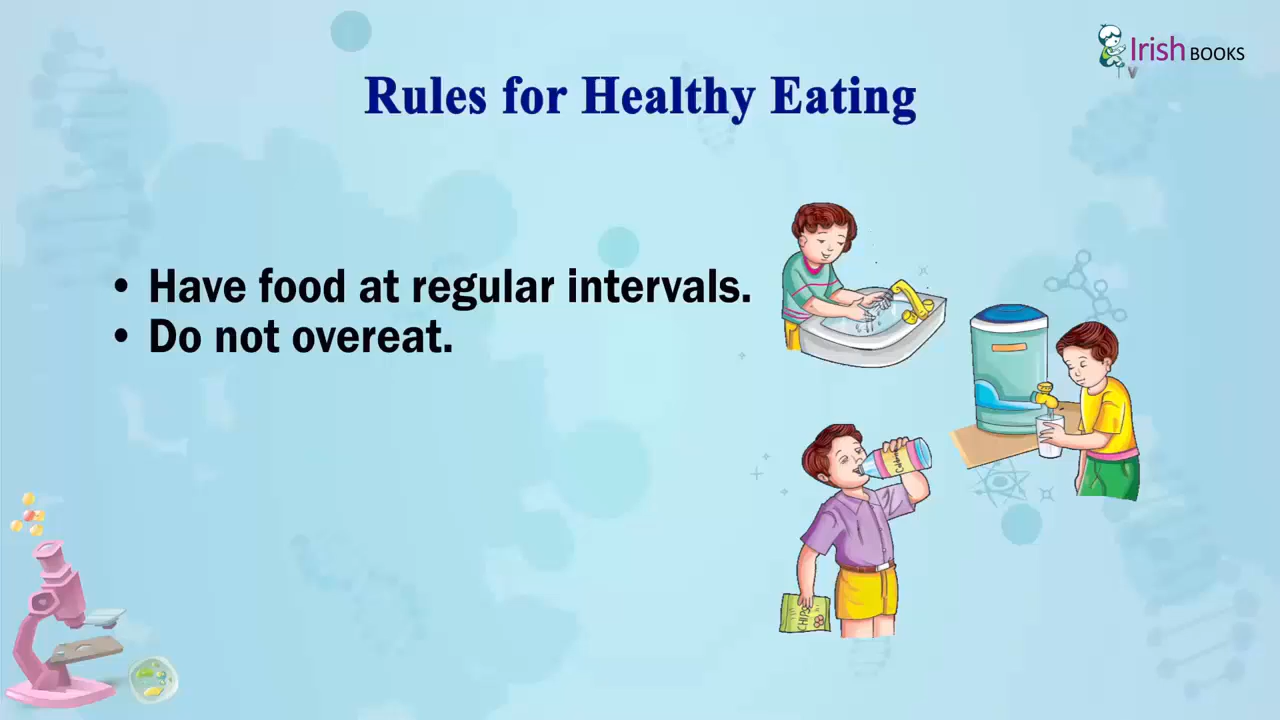 Irish BOOKS
Rules for Healthy Eating
• Have food at regular intervals.
• Do not overeat.
CHIPS